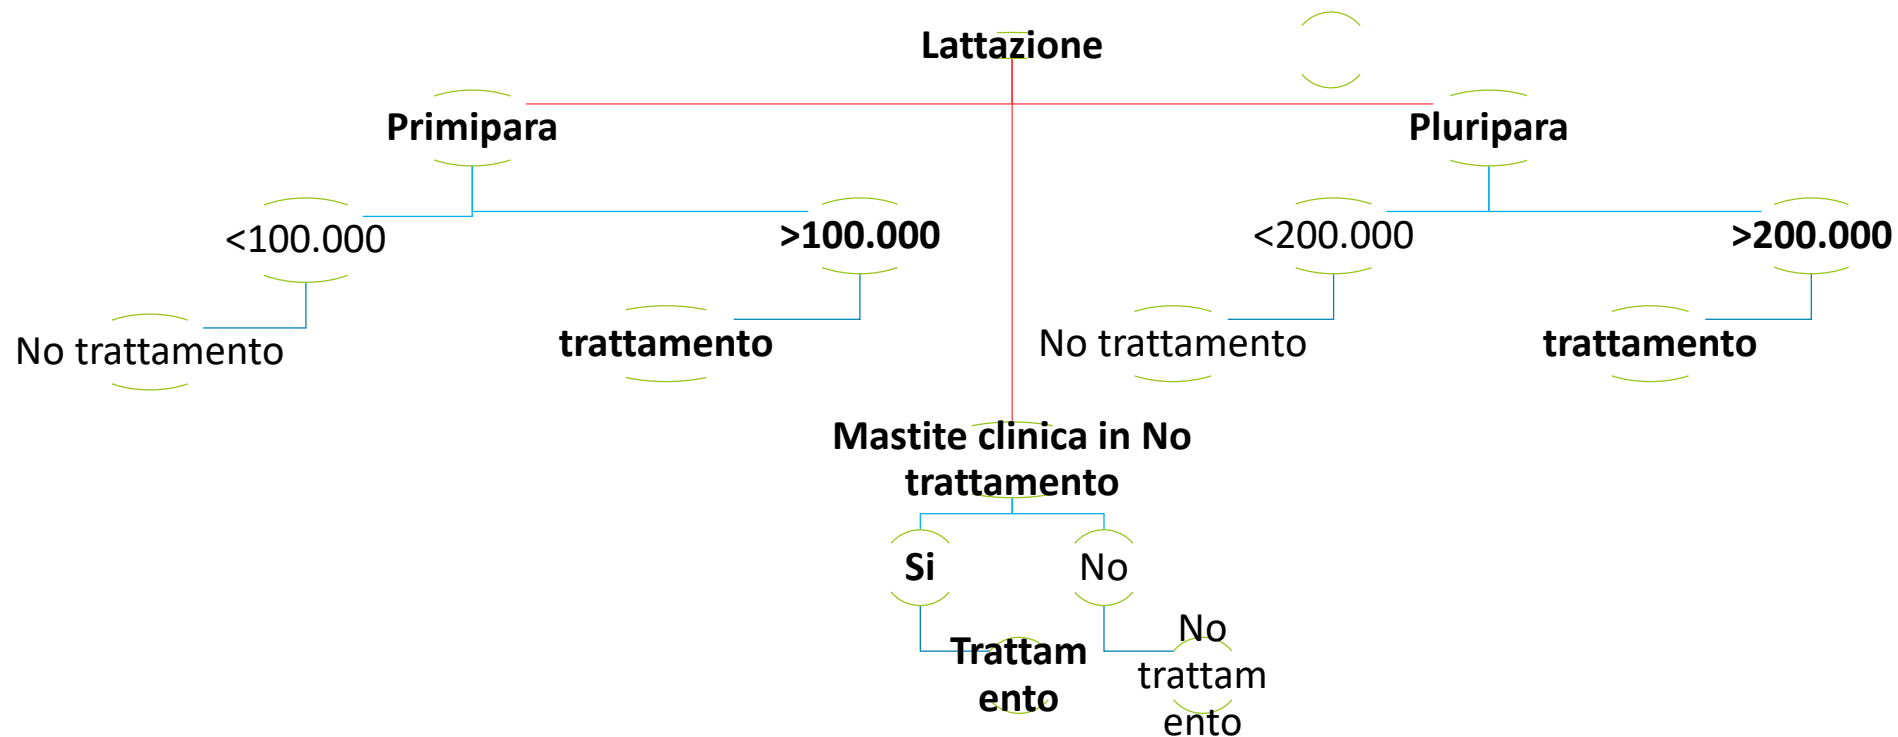 Lattazione
Primipara
Pluripara
<100.000
>100.000
<200.000
>200.000
No trattamento
trattamento
No trattamento
trattamento
Mastite clinica in No
trattamento
Si
No
Trattam
ento
No
trattam
ento